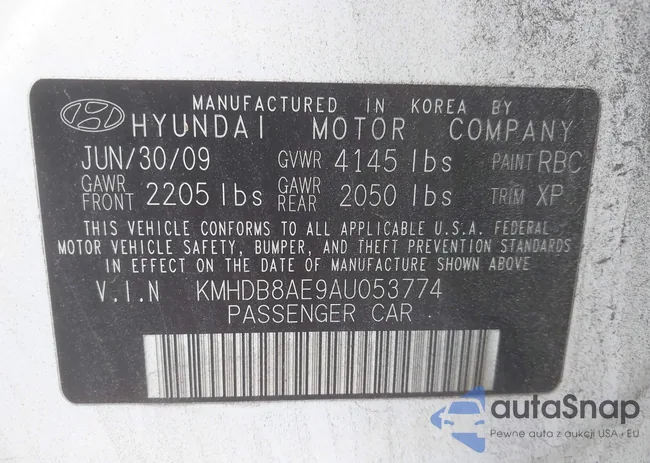 MANUFACTURED IN KOREA BY
HYUNDAI MOTOR COMPANY
JUN/30/09 GVWR 4145 lbs PAINT RBC
GAWR FRONT 2205 lbs GAWR REAR 2050 lbs TRIM XP
THIS VEHICLE CONFORMS TO ALL APPLICABLE U.S.A. FEDERAL
MOTOR VEHICLE SAFETY, BUMPER, AND THEFT PREVENTION STANDARDS
IN EFFECT ON THE DATE OF MANUFACTURE SHOWN ABOVE
V.I.N KMHDB8AE9AU053774
PASSENGER CAR
autaSnap
Pewne auta z aukcji USA i EU